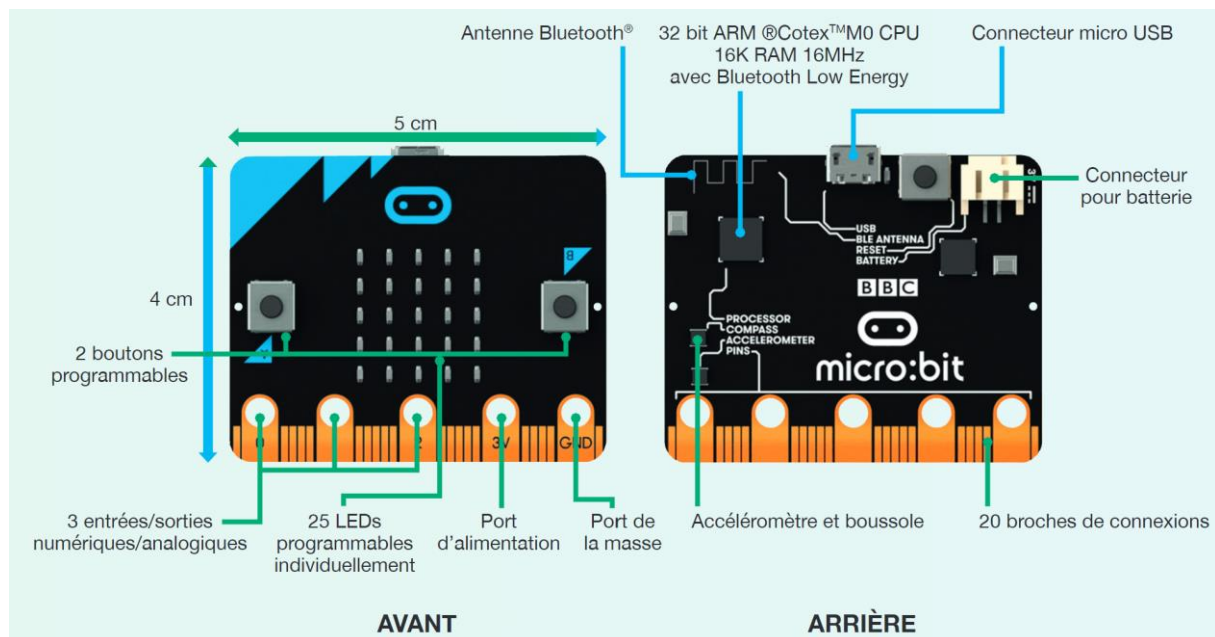 Antenne Bluetooth®
32 bit ARM ®Cotex™M0 CPU
16K RAM 16MHz
avec Bluetooth Low Energy
Connecteur micro USB
5 cm
Connecteur
pour batterie
USB
BLE ANTENNA
RESET
BATTERY
B
BBC
4 cm
PROCESSOR
COMPASS
ACCELEROMETER
PINS
2 boutons
programmables
micro:bit
0
2
3V
GND
3 entrées/sorties
numériques/analogiques
25 LEDs
programmables
individuellement
Port
d'alimentation
Port de
la masse
Accéléromètre et boussole
20 broches de connexions
AVANT
ARRIÈRE